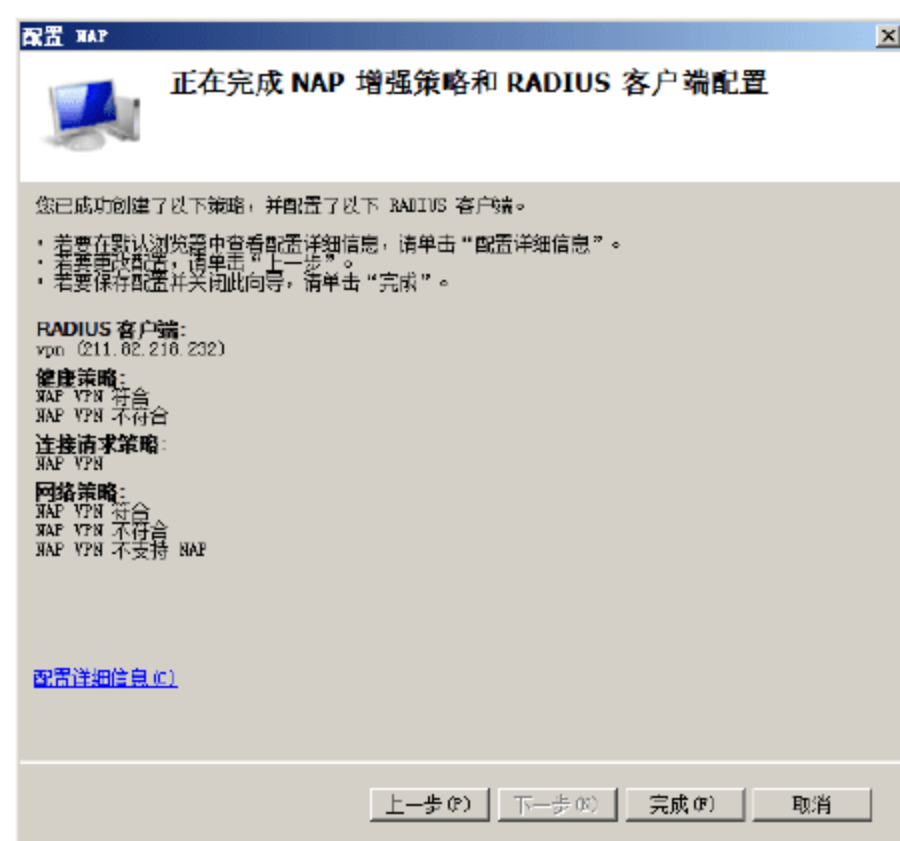 配置 NAP
正在完成 NAP 增强策略和 RADIUS 客户端配置
您已成功创建了以下策略，并配置了以下 RADIUS 客户端。
· 若要在默认浏览器中查看配置详细信息，请单击“配置详细信息”。
· 若要更改配置，请单击“上一步”。
· 若要保存配置并关闭此向导，请单击“完成”。
RADIUS 客户端:
vpn (211.82.218.232)
健康策略:
NAP VPN 符合
NAP VPN 不符合
连接请求策略:
NAP VPN
网络策略:
NAP VPN 符合
NAP VPN 不符合
NAP VPN 不支持 NAP
配置详细信息(C)
上一步(P) 下一步(N) 完成(F) 取消